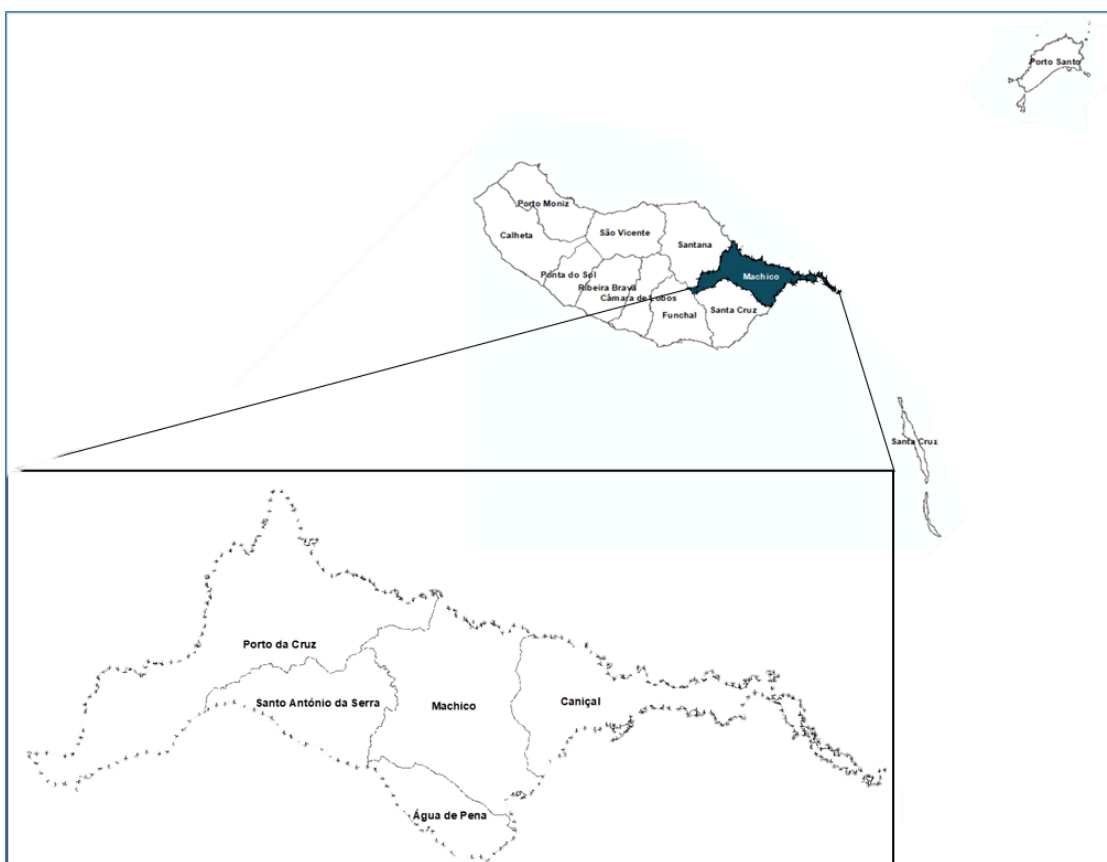 Porto Santo
Porto Moniz
Calheta
São Vicente
Santana
Ponta do Sol
Machico
Ribeira Brava
Câmara de Lobos
Funchal
Santa Cruz
Santa Cruz
Porto da Cruz
Santo António da Serra
Machico
Caniçal
Água de Pena